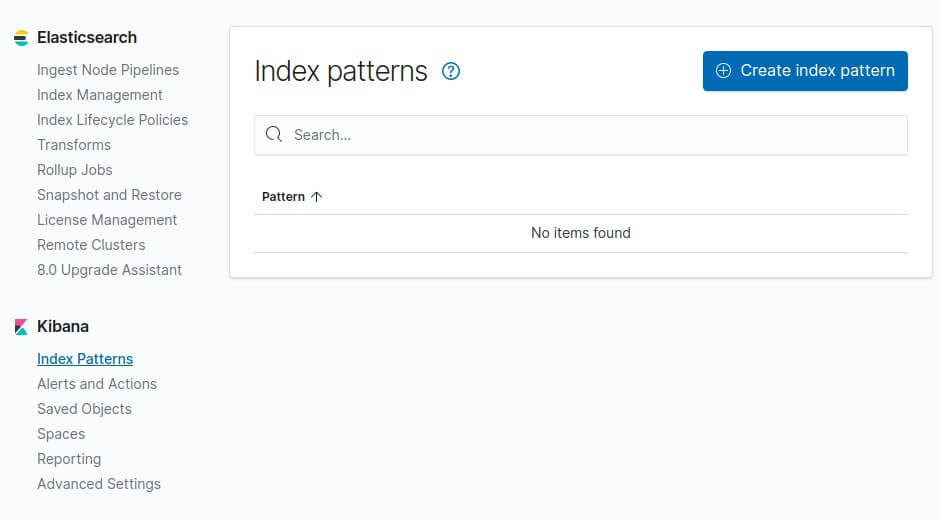 Elasticsearch
Ingest Node Pipelines
Index Management
Index Lifecycle Policies
Transforms
Rollup Jobs
Snapshot and Restore
License Management
Remote Clusters
8.0 Upgrade Assistant
Kibana
Index Patterns
Alerts and Actions
Saved Objects
Spaces
Reporting
Advanced Settings
Index patterns
Create index pattern
Search...
Pattern
No items found